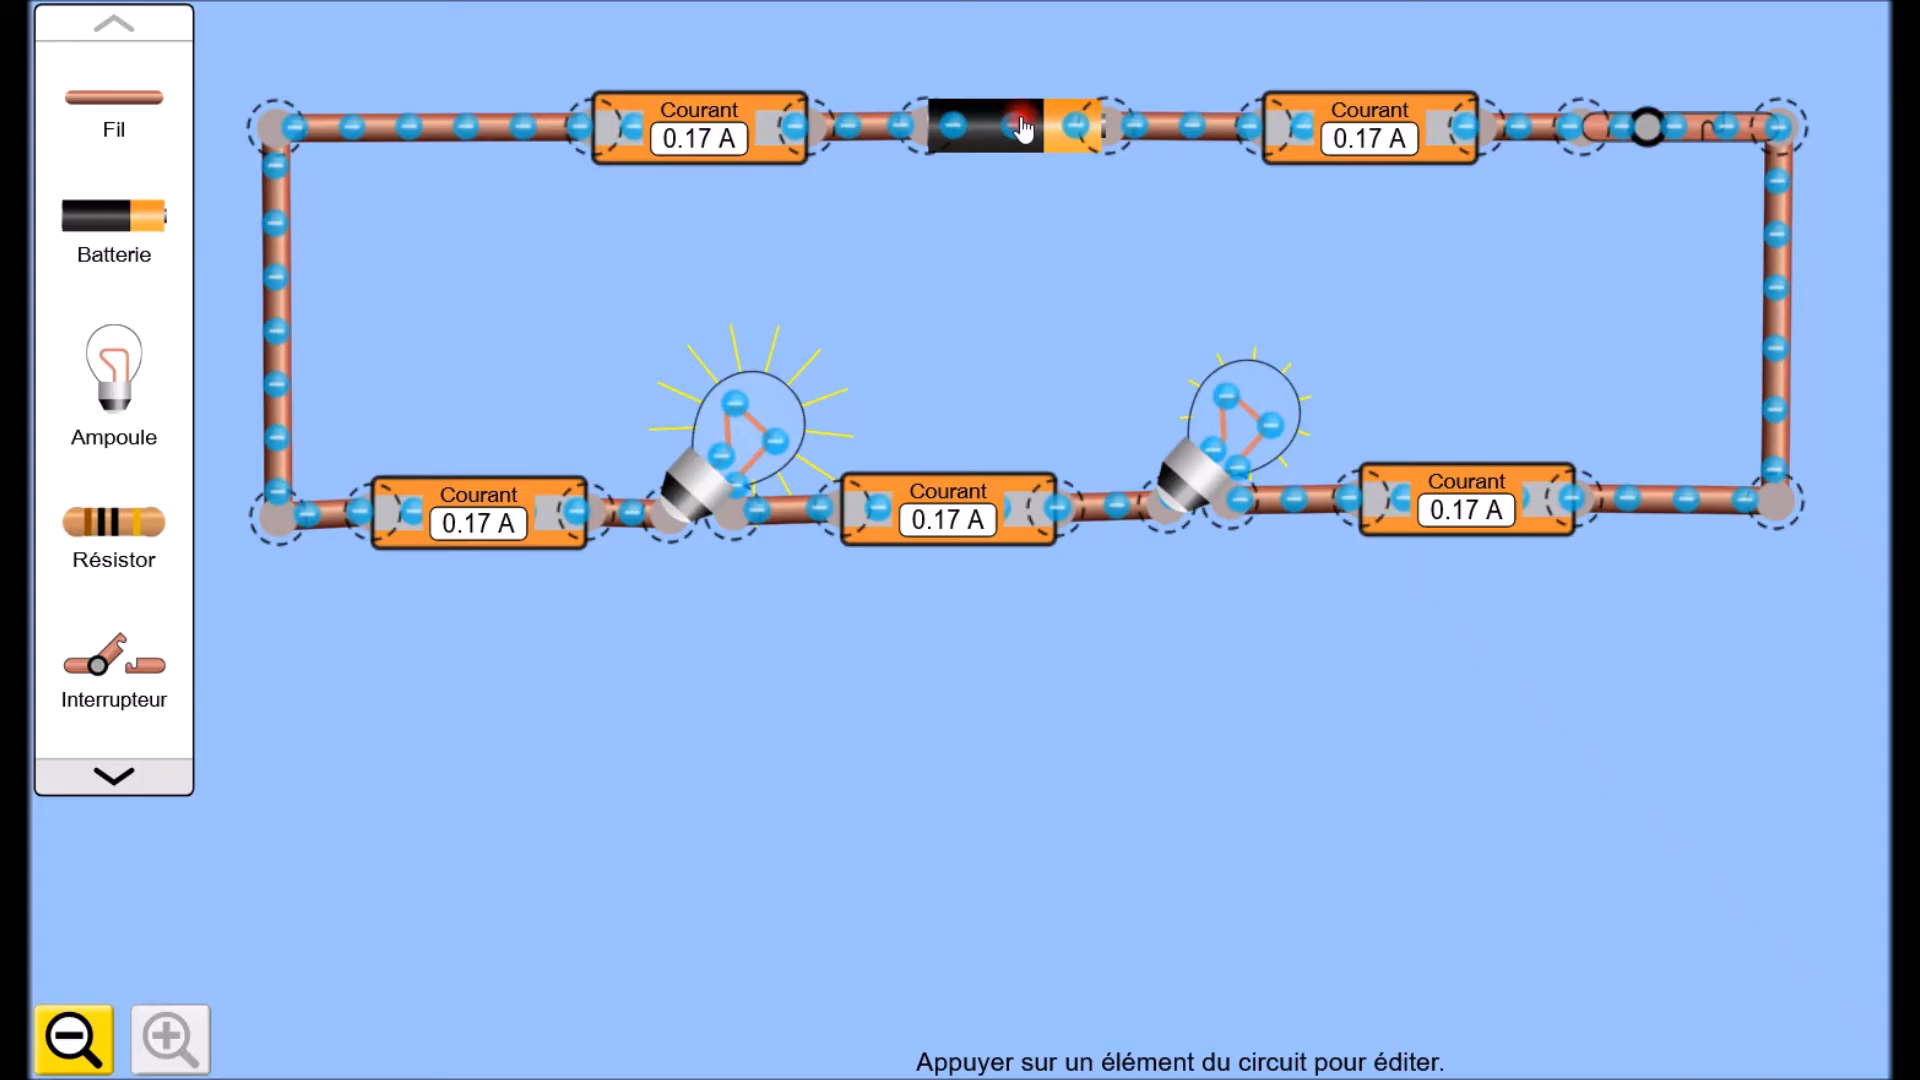 Fil
Batterie
Ampoule
Résistor
Interrupteur
Courant
0.17 A
Courant
0.17 A
Courant
0.17 A
Courant
0.17 A
Courant
0.17 A
Appuyer sur un élément du circuit pour éditer.